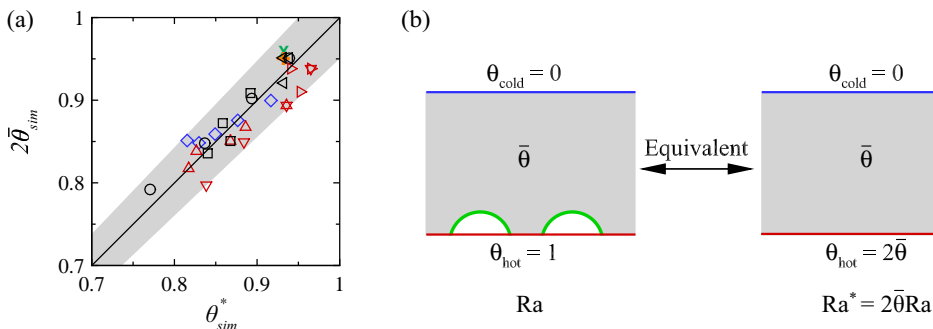 (a)
1
0.9
0.8
0.7
0.7 0.8 0.9 1
2θ̄sim
θ*sim
(b)
θcold = 0
θ̄
θhot = 1
Ra
Equivalent
θcold = 0
θ̄
θhot = 2θ̄
Ra* = 2θ̄Ra